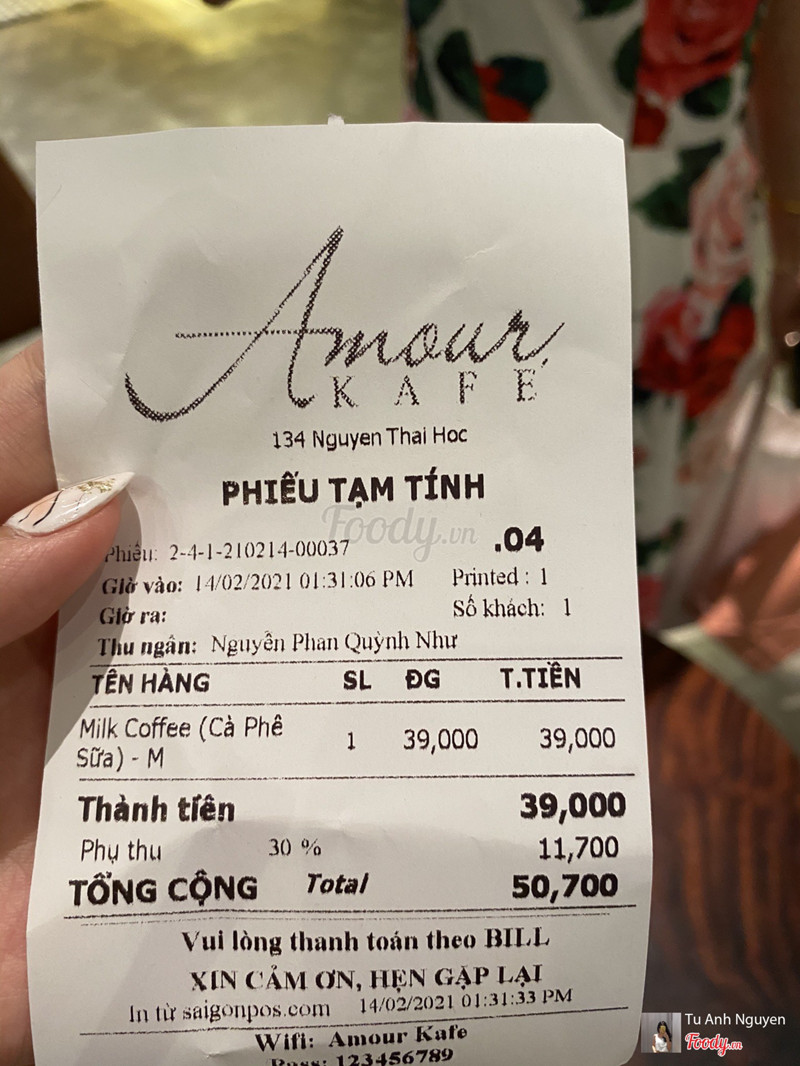 Amour
KAFE
134 Nguyen Thai Hoc
PHIẾU TẠM TÍNH
Foody.vn
Phiếu: 2-4-1-210214-00037 .04
Giờ vào: 14/02/2021 01:31:06 PM Printed : 1
Giờ ra: Số khách: 1
Thu ngân: Nguyễn Phan Quỳnh Như
TÊN HÀNG SL ĐG T.TIỀN
Milk Coffee (Cà Phê
Sữa) - M 1 39,000 39,000
Thành tiền 39,000
Phụ thu 30 % 11,700
TỔNG CỘNG Total 50,700
Vui lòng thanh toán theo BILL
XIN CẢM ƠN, HẸN GẶP LẠI
In từ saigonpos.com 14/02/2021 01:31:33 PM
Wifi: Amour Kafe
Pass: 123456789
Tu Anh Nguyen
Foody.vn